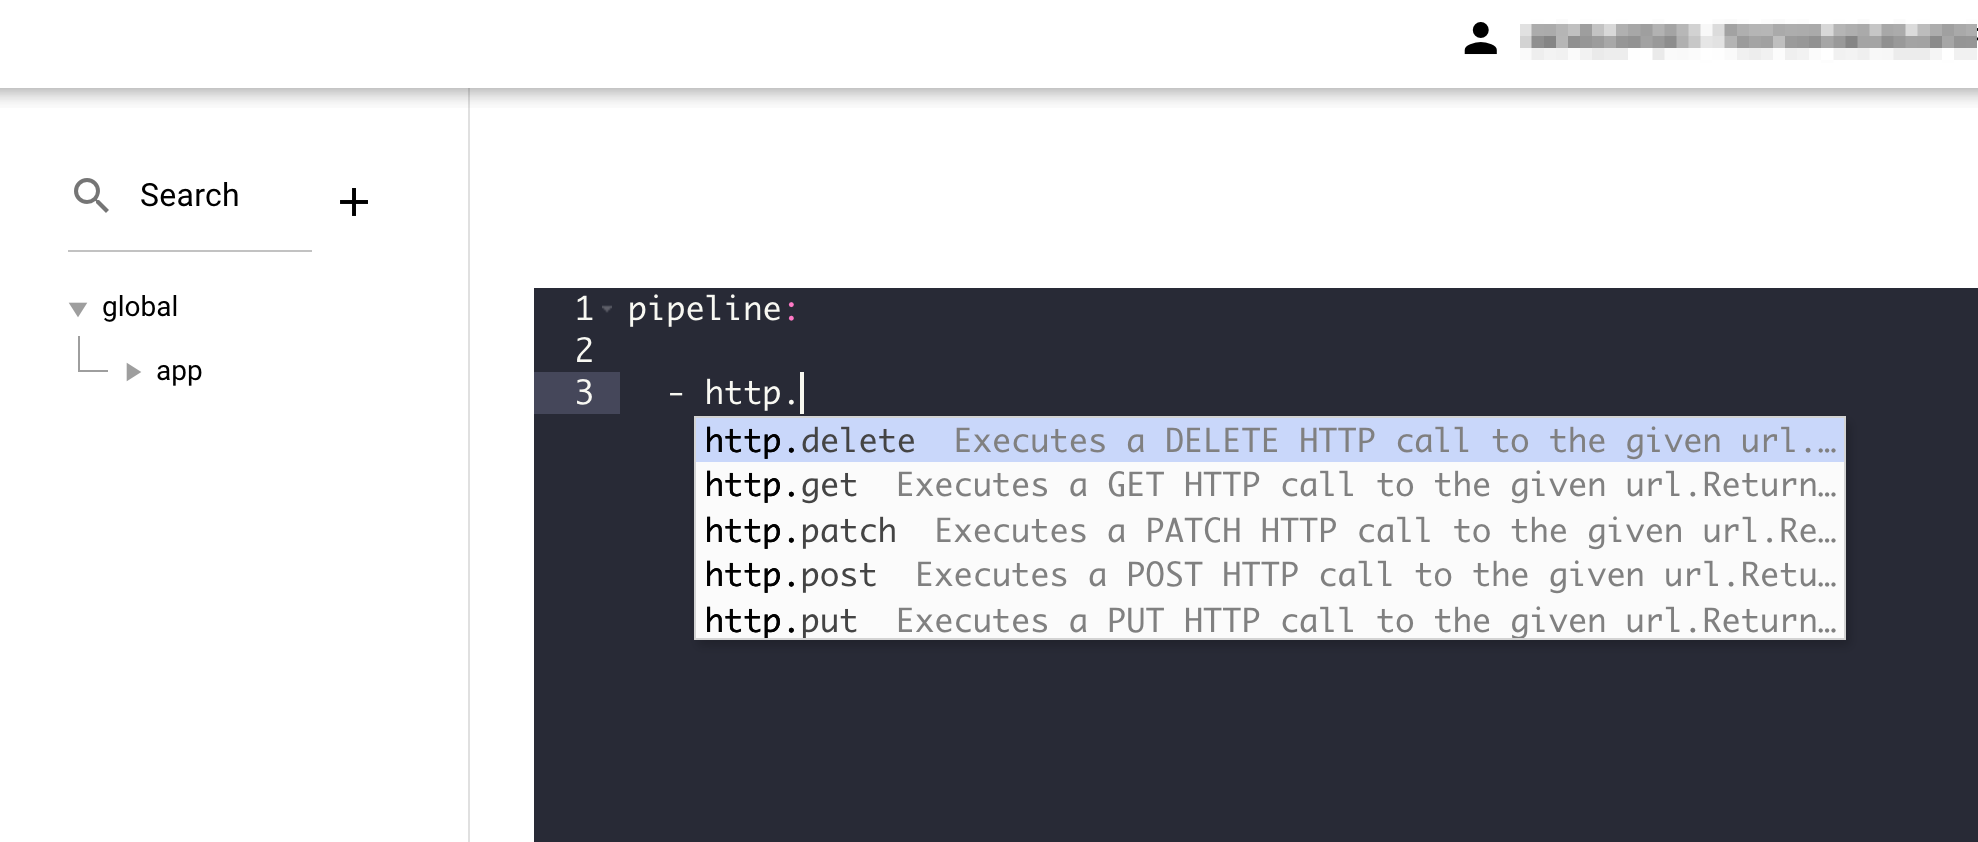 Search
global
app
1 pipeline:
2
3 - http.
http.delete Executes a DELETE HTTP call to the given url.…
http.get Executes a GET HTTP call to the given url.Return…
http.patch Executes a PATCH HTTP call to the given url.Re…
http.post Executes a POST HTTP call to the given url.Retu…
http.put Executes a PUT HTTP call to the given url.Return…